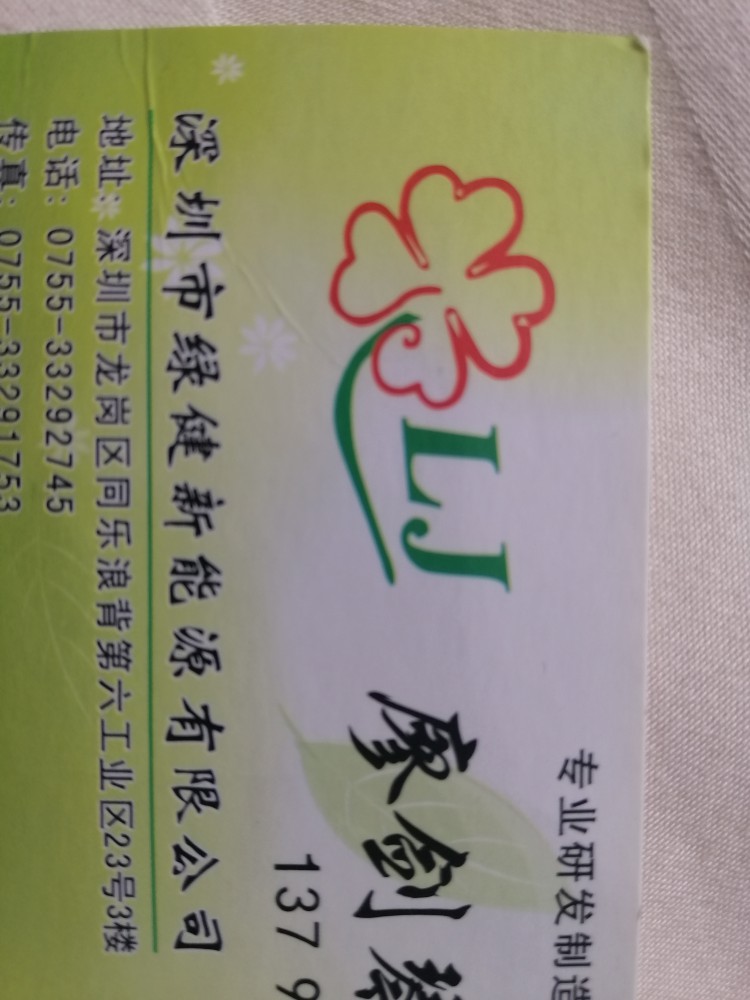 专业研发制造
LJ
廖剑
137 9
深圳市绿健新能源有限公司
地址：深圳市龙岗区同乐浪背第六工业区23号3楼
电话：0755-33292745
传真：0755-33291753